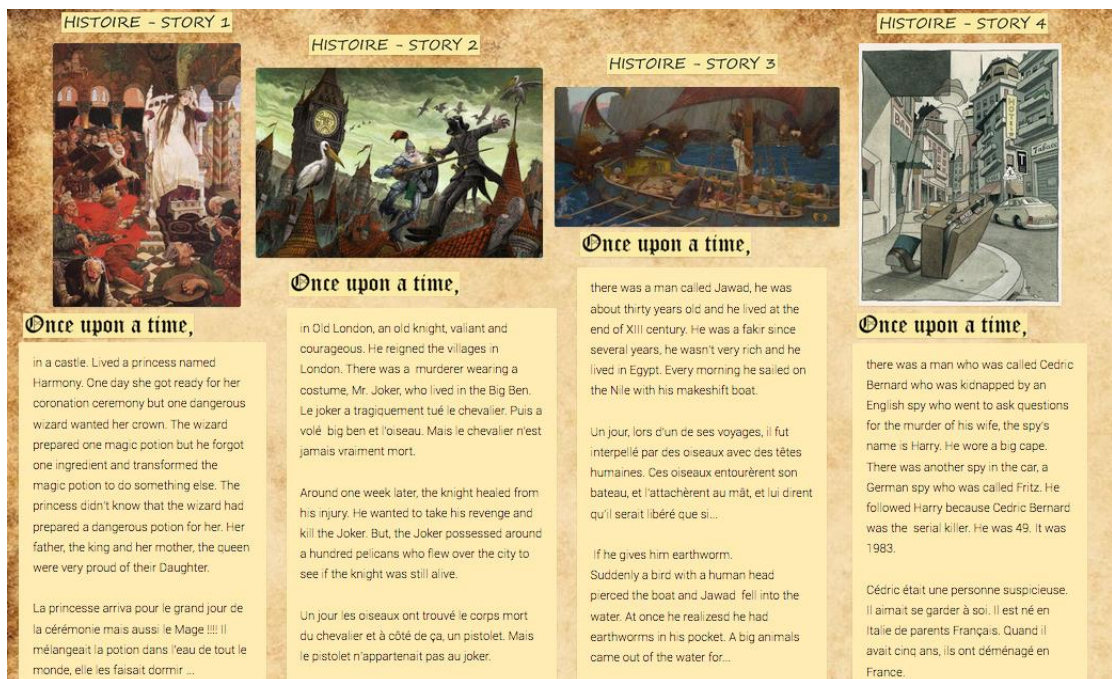 HISTOIRE - STORY 1
Once upon a time,
in a castle. Lived a princess named
Harmony. One day she got ready for her
coronation ceremony but one dangerous
wizard wanted her crown. The wizard
prepared one magic potion but he forgot
one ingredient and transformed the
magic potion to do something else. The
princess didn't know that the wizard had
prepared a dangerous potion for her. Her
father, the king and her mother, the queen
were very proud of their Daughter.
La princesse arriva pour le grand jour de
la cérémonie mais aussi le Mage !!!! Il
mélangeait la potion dans l'eau de tout le
monde, elle les faisait dormir ...
HISTOIRE - STORY 2
Once upon a time,
in Old London, an old knight, valiant and
courageous. He reigned the villages in
London. There was a murderer wearing a
costume, Mr. Joker, who lived in the Big Ben.
Le joker a tragiquement tué le chevalier. Puis a
volé big ben et l'oiseau. Mais le chevalier n'est
jamais vraiment mort.
Around one week later, the knight healed from
his injury. He wanted to take his revenge and
kill the Joker. But, the Joker possessed around
a hundred pelicans who flew over the city to
see if the knight was still alive.
Un jour les oiseaux ont trouvé le corps mort
du chevalier et à côté de ça, un pistolet. Mais
le pistolet n'appartenait pas au joker.
HISTOIRE - STORY 3
Once upon a time,
there was a man called Jawad, he was
about thirty years old and he lived at the
end of XIII century. He was a fakir since
several years, he wasn't very rich and he
lived in Egypt. Every morning he sailed on
the Nile with his makeshift boat.
Un jour, lors d'un de ses voyages, il fut
interpellé par des oiseaux avec des têtes
humaines. Ces oiseaux entourèrent son
bateau, et l'attachèrent au mât, et lui dirent
qu'il serait libéré que si...
If he gives him earthworm.
Suddenly a bird with a human head
pierced the boat and Jawad fell into the
water. At once he realizesd he had
earthworms in his pocket. A big animals
came out of the water for...
HISTOIRE - STORY 4
BAR
HOTEL
T
Tabac
Once upon a time,
there was a man who was called Cedric
Bernard who was kidnapped by an
English spy who went to ask questions
for the murder of his wife, the spy's
name is Harry. He wore a big cape.
There was another spy in the car, a
German spy who was called Fritz. He
followed Harry because Cedric Bernard
was the serial killer. He was 49. It was
1983.
Cédric était une personne suspicieuse.
Il aimait se garder à soi. Il est né en
Italie de parents Français. Quand il
avait cinq ans, ils ont déménagé en
France.